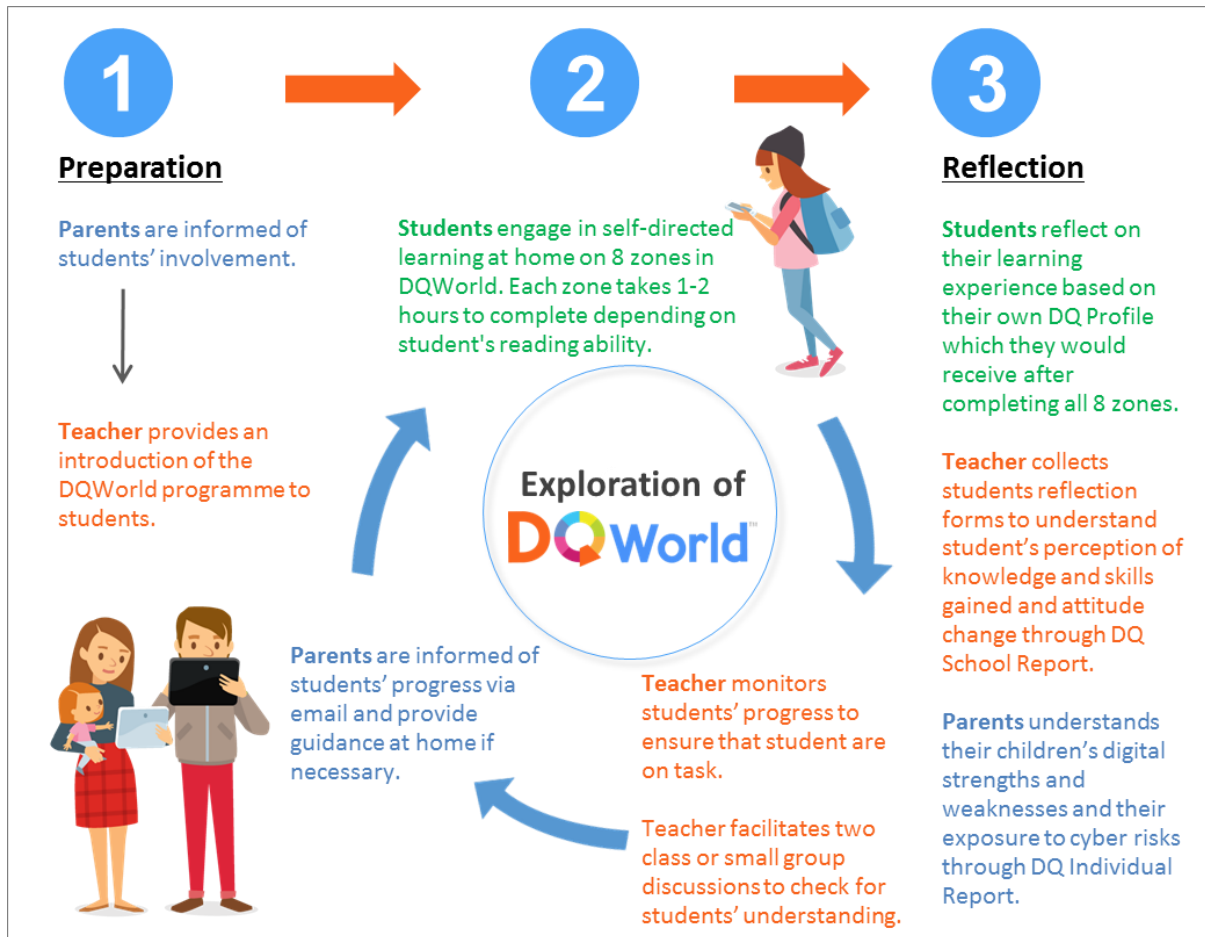 1
2
3
Preparation
Parents are informed of
students' involvement.
Teacher provides an
introduction of the
DQWorld programme to
students.
Students engage in self-directed
learning at home on 8 zones in
DQWorld. Each zone takes 1-2
hours to complete depending on
student's reading ability.
Exploration of
DQWorld™
Teacher monitors
students' progress to
ensure that student are
on task.
Teacher facilitates two
class or small group
discussions to check for
students' understanding.
Parents are informed of
students' progress via
email and provide
guidance at home if
necessary.
Reflection
Students reflect on
their learning
experience based on
their own DQ Profile
which they would
receive after
completing all 8 zones.
Teacher collects
students reflection
forms to understand
student's perception of
knowledge and skills
gained and attitude
change through DQ
School Report.
Parents understands
their children's digital
strengths and
weaknesses and their
exposure to cyber risks
through DQ Individual
Report.